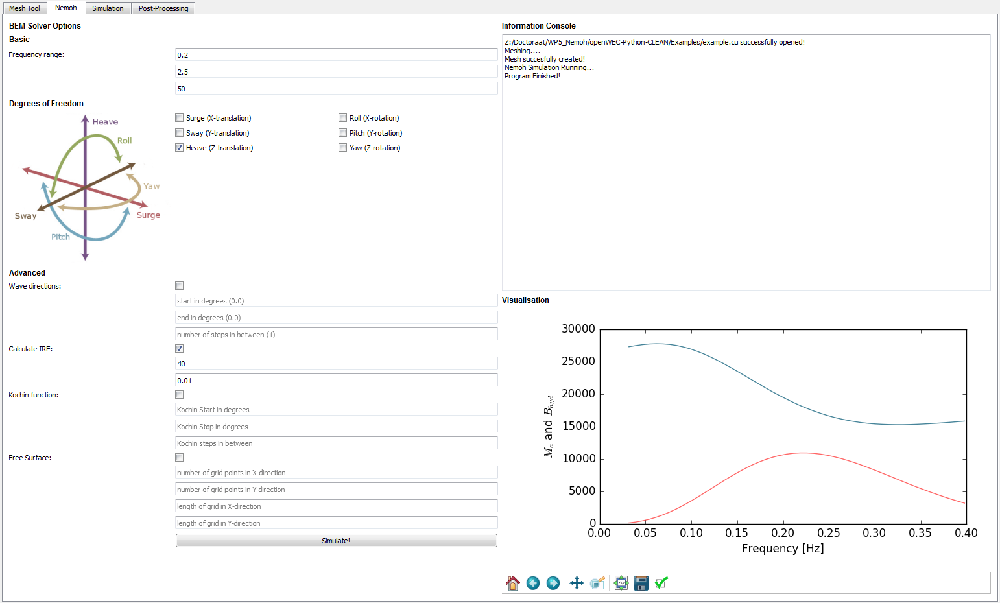 Mesh Tool
Nemoh
Simulation
Post-Processing
BEM Solver Options
Basic
Frequency range:
0.2
2.5
50
Degrees of Freedom
Heave
Roll
Yaw
Sway
Surge
Pitch
Surge (X-translation)
Roll (X-rotation)
Sway (Y-translation)
Pitch (Y-rotation)
Heave (Z-translation)
Yaw (Z-rotation)
Advanced
Wave directions:
start in degrees (0.0)
end in degrees (0.0)
number of steps in between (1)
Calculate IRF:
40
0.01
Kochin function:
Kochin Start in degrees
Kochin Stop in degrees
Kochin steps in between
Free Surface:
number of grid points in X-direction
number of grid points in Y-direction
length of grid in X-direction
length of grid in Y-direction
Simulate!
Information Console
Z:/Doctoraat/WP5_Nemoh/openWEC-Python-CLEAN/Examples/example.cu successfully opened!
Meshing....
Mesh succesfully created!
Nemoh Simulation Running...
Program Finished!
Visualisation
30000
25000
20000
15000
10000
5000
0
M_a and B_hyd
0.00 0.05 0.10 0.15 0.20 0.25 0.30 0.35 0.40
Frequency [Hz]